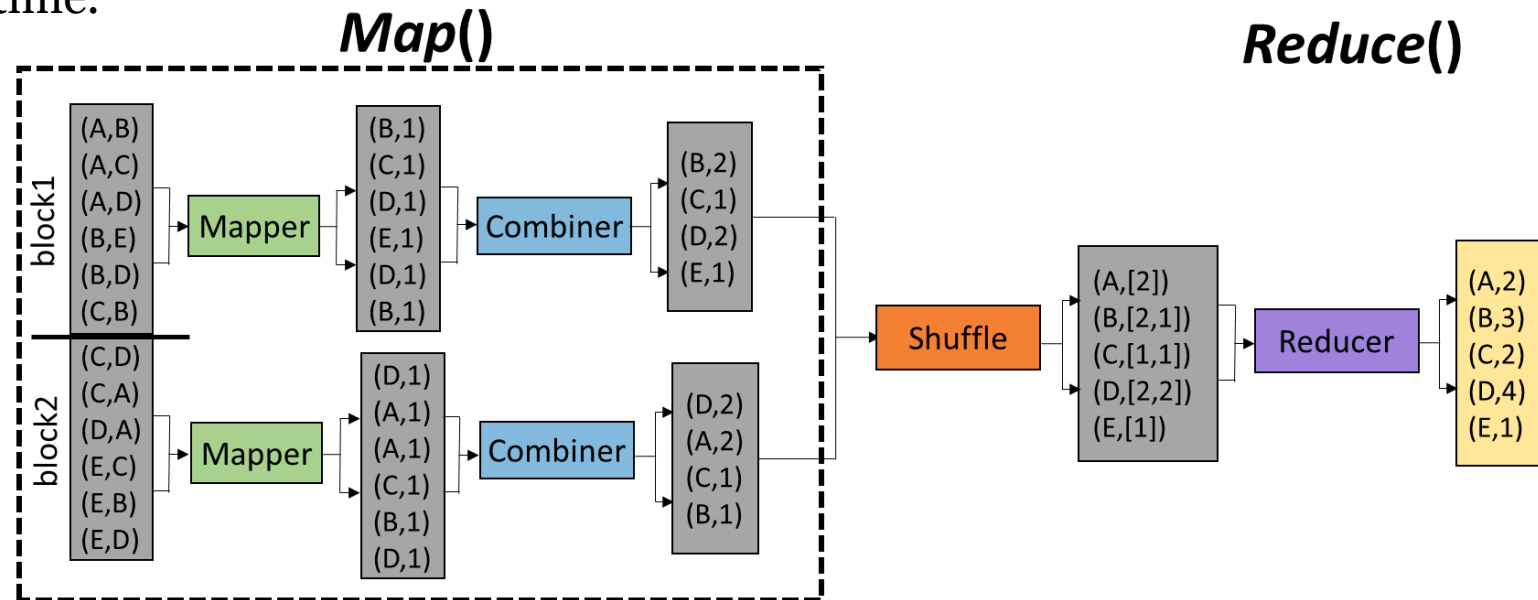 time.
Map()
Reduce()
block1
(A,B)
(A,C)
(A,D)
(B,E)
(B,D)
(C,B)
Mapper
(B,1)
(C,1)
(D,1)
(E,1)
(D,1)
(B,1)
Combiner
(B,2)
(C,1)
(D,2)
(E,1)
block2
(C,D)
(C,A)
(D,A)
(E,C)
(E,B)
(E,D)
Mapper
(D,1)
(A,1)
(A,1)
(C,1)
(B,1)
(D,1)
Combiner
(D,2)
(A,2)
(C,1)
(B,1)
Shuffle
(A,[2])
(B,[2,1])
(C,[1,1])
(D,[2,2])
(E,[1])
Reducer
(A,2)
(B,3)
(C,2)
(D,4)
(E,1)